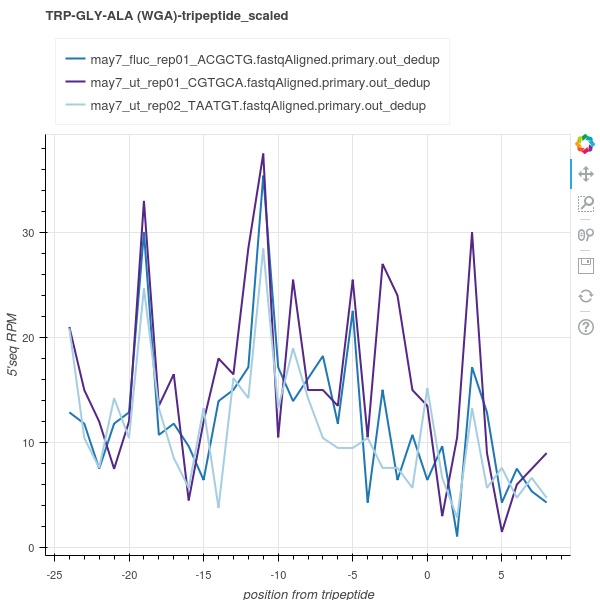 TRP-GLY-ALA (WGA)-tripeptide_scaled
may7_fluc_rep01_ACGCTG.fastqAligned.primary.out_dedup
may7_ut_rep01_CGTGCA.fastqAligned.primary.out_dedup
may7_ut_rep02_TAATGT.fastqAligned.primary.out_dedup
30
20
10
0
5'seq RPM
-25 -20 -15 -10 -5 0 5
position from tripeptide